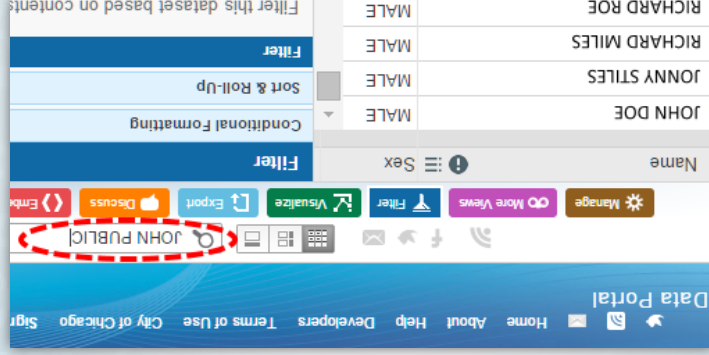 Data Portal
Home About Help Developers Terms of Use City of Chicago Sign
JOHN PUBLIC
Manage More Views Filter Visualize Export Discuss Embe
Name Sex Filter
JOHN DOE MALE Conditional Formatting
JONNY STILES MALE Sort & Roll-Up
RICHARD MILES MALE Filter
RICHARD ROE MALE Filter this dataset based on contents